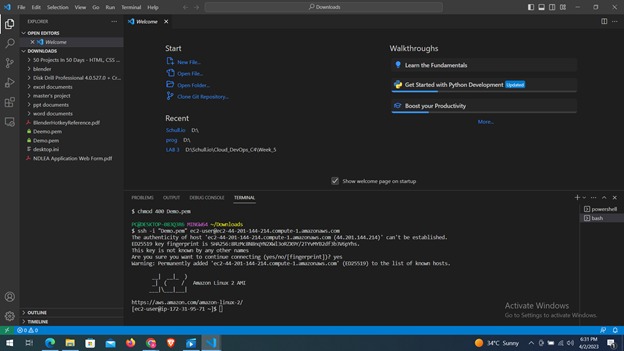 File Edit Selection View Go Run Terminal Help
Downloads
EXPLORER
Welcome
OPEN EDITORS
Welcome
DOWNLOADS
50 Projects In 50 Days - HTML, CSS ...
blender
Disk Drill Professional 4.0.527.0 + Cr...
excel documents
master's project
ppt documents
word documents
BlenderHotkeyReference.pdf
Deemo.pem
Demo.pem
desktop.ini
NDLEA Application Web Form.pdf
OUTLINE
TIMELINE
Start
New File...
Open File...
Open Folder...
Clone Git Repository...
Recent
Schull.io D:\
prog D:\
LAB 3 D:\Schull.io\Cloud_DevOps_C4\Week_5
Walkthroughs
Learn the Fundamentals
Get Started with Python Development Updated
Boost your Productivity
More...
Show welcome page on startup
PROBLEMS OUTPUT DEBUG CONSOLE TERMINAL
powershell
bash
$ chmod 400 Demo.pem
MINGW64 ~/Downloads
$ ssh -i "Demo.pem" ec2-user@ec2-44-201-144-214.compute-1.amazonaws.com
The authenticity of host 'ec2-44-201-144-214.compute-1.amazonaws.com (44.201.144.214)' can't be established.
ED25519 key fingerprint is
This key is not known by any other names
Are you sure you want to continue connecting (yes/no/[fingerprint])? yes
Warning: Permanently added 'ec2-44-201-144-214.compute-1.amazonaws.com' (ED25519) to the list of known hosts.
Amazon Linux 2 AMI
https://aws.amazon.com/amazon-linux-2/
[ec2-user@ip-172-31-95-71 ~]$
Activate Windows
Go to Settings to activate Windows.
0 0
34°C Sunny
6:31 PM
4/2/2023